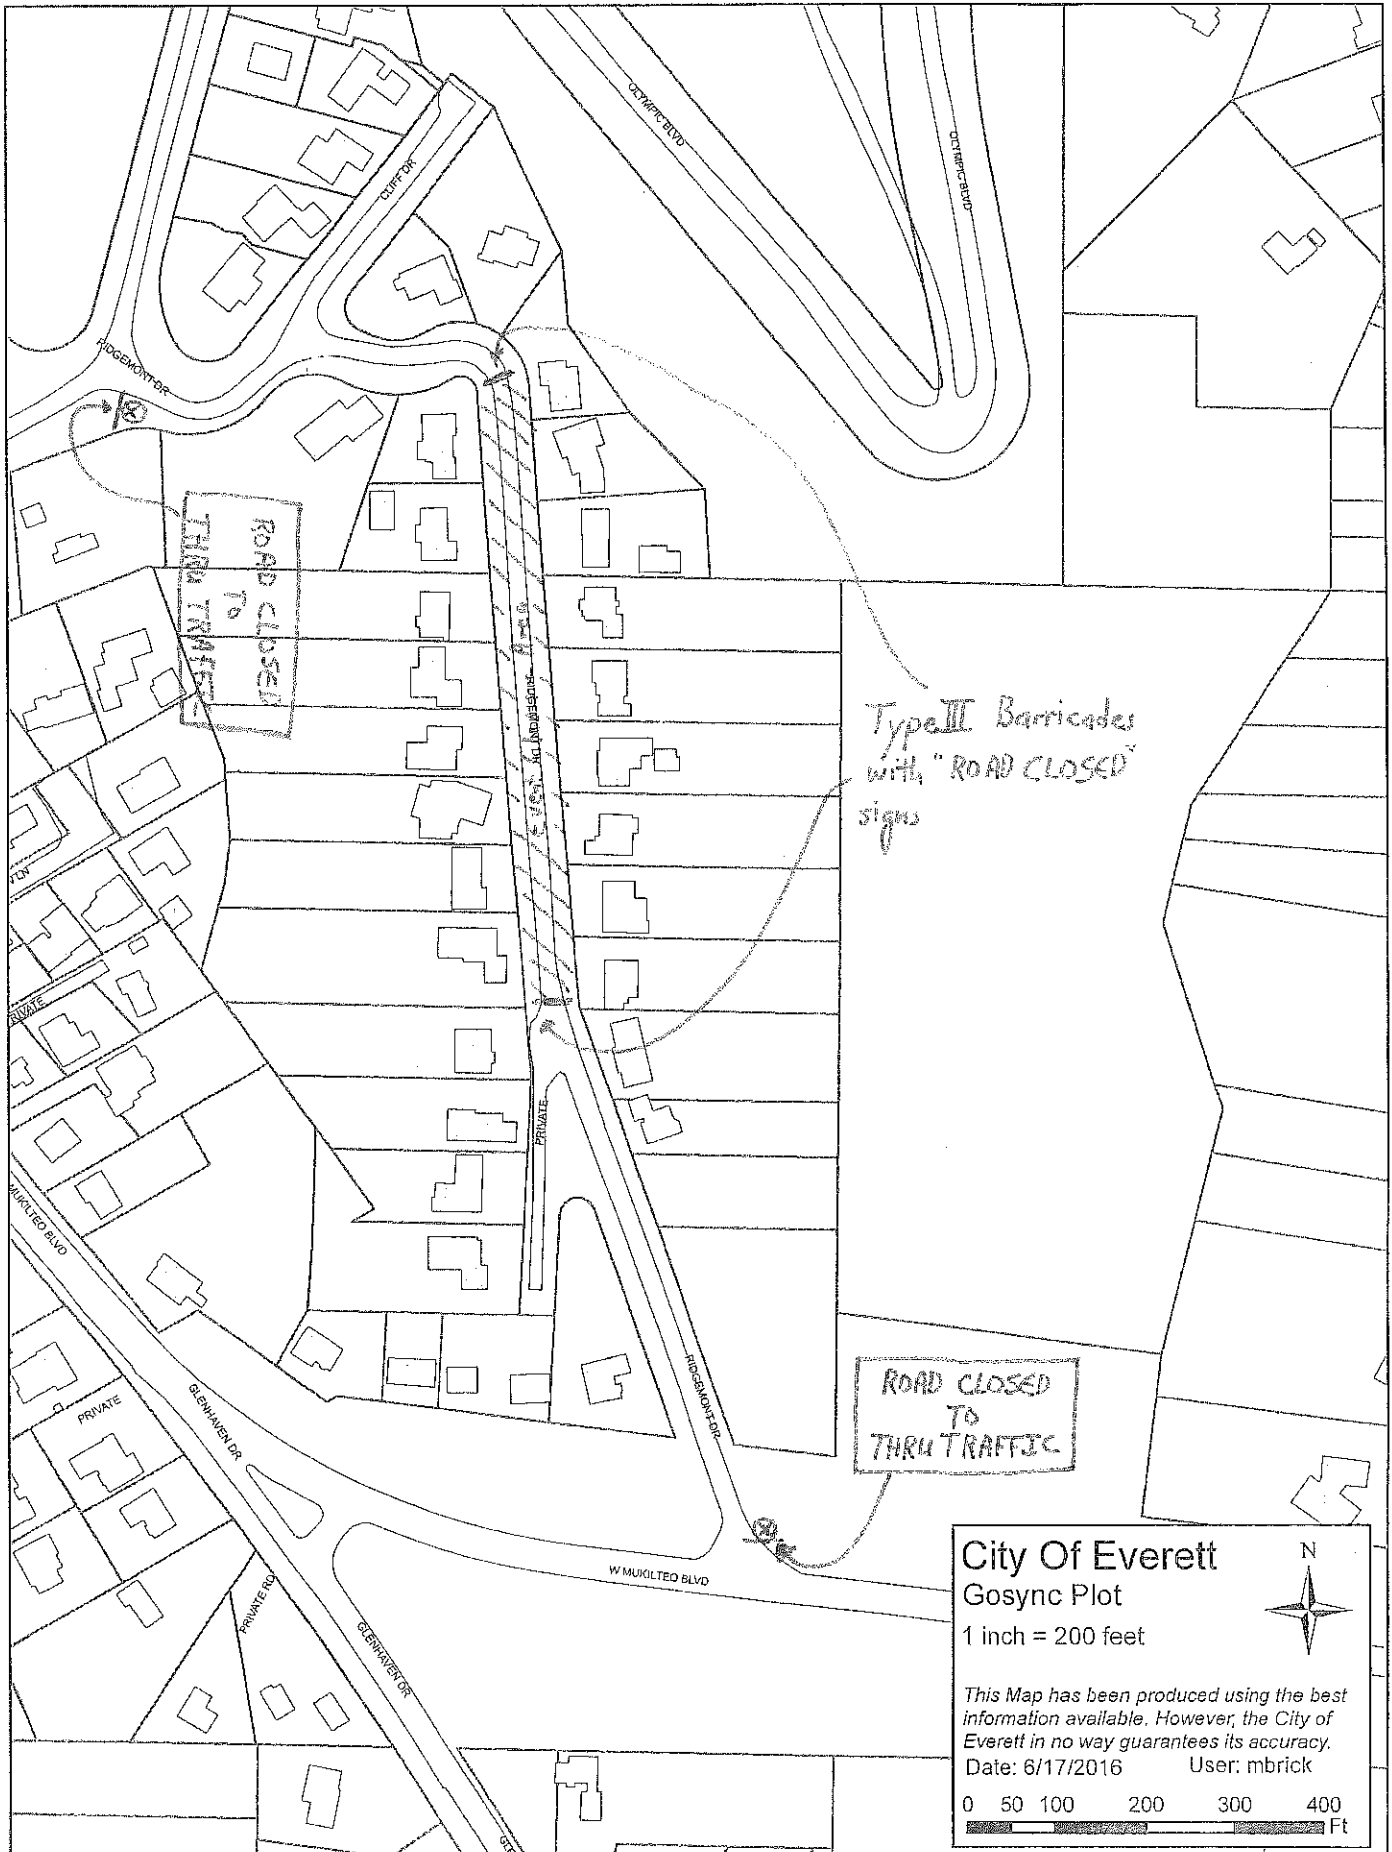 OLYMPIC BLVD
OLYMPIC BLVD
CLIFF DR
RIDGEMONT DR
ROAD CLOSED
TO
THRU TRAFFIC
RIDGEMONT DR
Type III Barricades
with "ROAD CLOSED"
signs
PRIVATE
MUKILTEO BLVD
RIDGEMONT DR
ROAD CLOSED
TO
THRU TRAFFIC
PRIVATE
GLENHAVEN DR
W MUKILTEO BLVD
PRIVATE RD
GLENHAVEN DR
City Of Everett
Gosync Plot
1 inch = 200 feet
N
This Map has been produced using the best
information available. However, the City of
Everett in no way guarantees its accuracy.
Date: 6/17/2016 User: mbrick
0 50 100 200 300 400
Ft